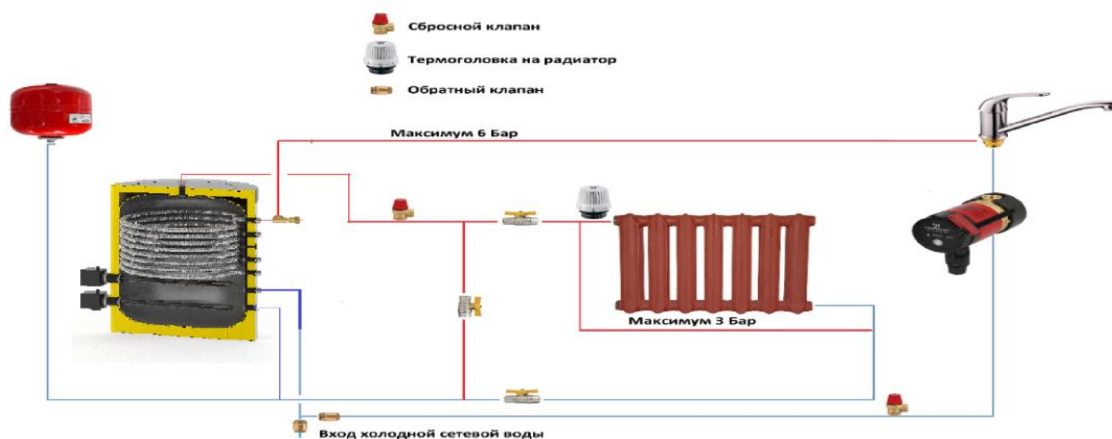 Сбросной клапан
Термоголовка на радиатор
Обратный клапан
Максимум 6 Бар
Максимум 3 Бар
Вход холодной сетевой воды